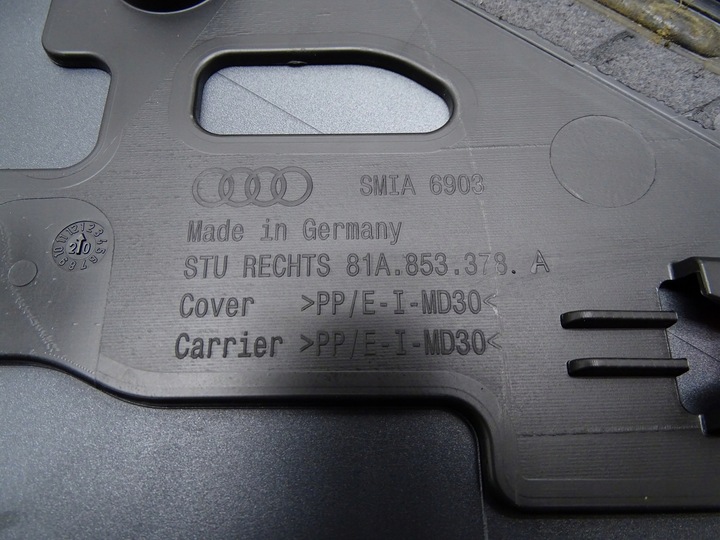 SMIA 6903
Made in Germany
STU RECHTS 81A.853.378. A
Cover >PP/E-I-MD30<
Carrier >PP/E-I-MD30<